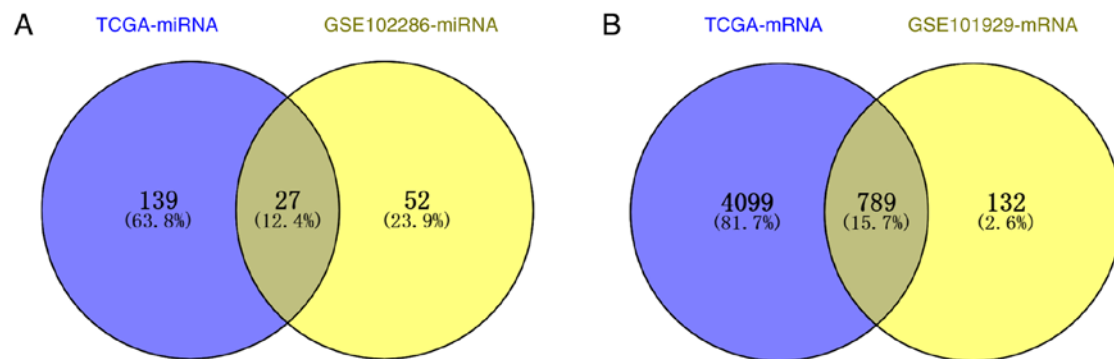 A
TCGA-miRNA
GSE102286-miRNA
139
(63.8%)
27
(12.4%)
52
(23.9%)
B
TCGA-mRNA
GSE101929-mRNA
4099
(81.7%)
789
(15.7%)
132
(2.6%)